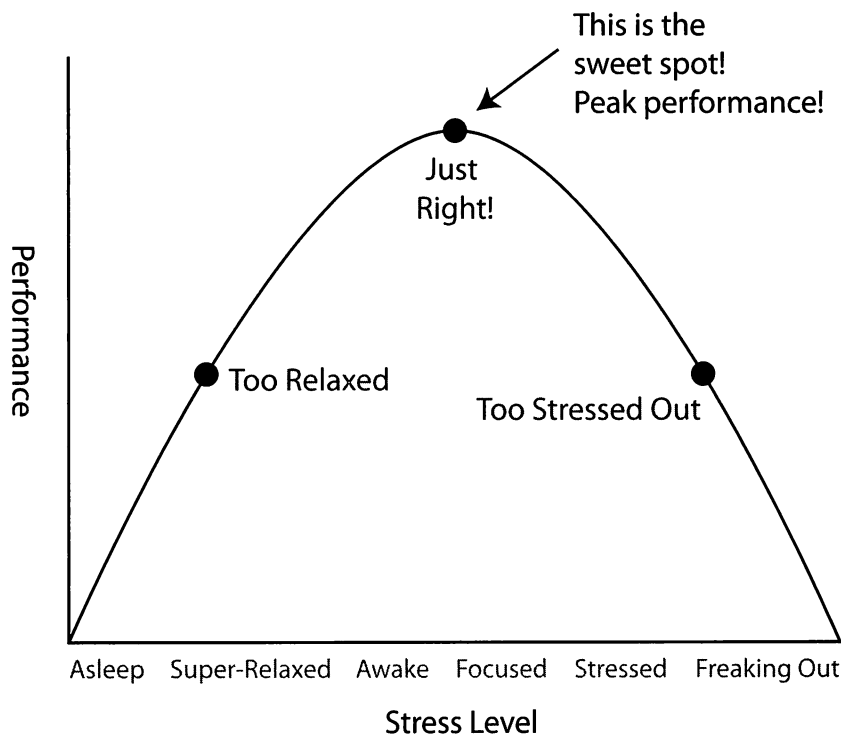 This is the
sweet spot!
Peak performance!
Just
Right!
Performance
Too Relaxed
Too Stressed Out
Asleep Super-Relaxed Awake Focused Stressed Freaking Out
Stress Level